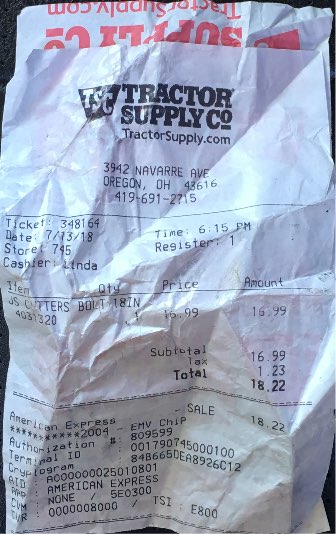 TractorSupply.com
SUPPLY CO
TSC TRACTOR
SUPPLY CO
TractorSupply.com
3942 NAVARRE AVE
OREGON, OH 43616
419-691-2715
Ticket: 348164
Date: 7/13/18 Time: 6:15 PM
Store: 745 Register: 1
Cashier: Linda
Item Qty Price Amount
JS CUTTERS BOLT 18IN
4031320 1 16.99 16.99
Subtotal 16.99
Tax 1.23
Total 18.22
- SALE
American Express 18.22
***********2004 - EMV Chip
Authorization #: 809599
Terminal ID : 001790745000100
Cryptogram : 84B665DEA8926C12
AID : A000000025010801
APP : AMERICAN EXPRESS
CVM : NONE / 5E0300
TVR : 0000008000 / TSI : E800